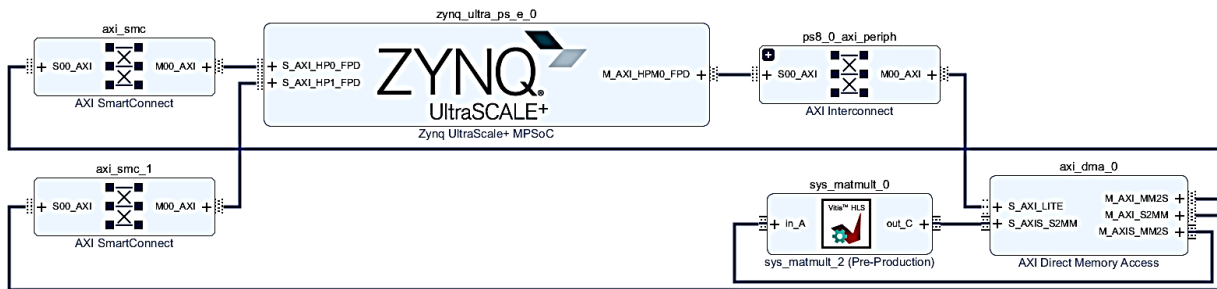 axi_smc
S00_AXI
M00_AXI
AXI SmartConnect
zynq_ultra_ps_e_0
S_AXI_HP0_FPD
S_AXI_HP1_FPD
ZYNQ
UltraSCALE+
M_AXI_HPM0_FPD
Zynq UltraScale+ MPSoC
ps8_0_axi_periph
S00_AXI
M00_AXI
AXI Interconnect
axi_smc_1
S00_AXI
M00_AXI
AXI SmartConnect
sys_matmult_0
in_A
Vitis™ HLS
out_C
sys_matmult_2 (Pre-Production)
axi_dma_0
S_AXI_LITE
S_AXIS_S2MM
M_AXI_MM2S
M_AXI_S2MM
M_AXIS_MM2S
AXI Direct Memory Access